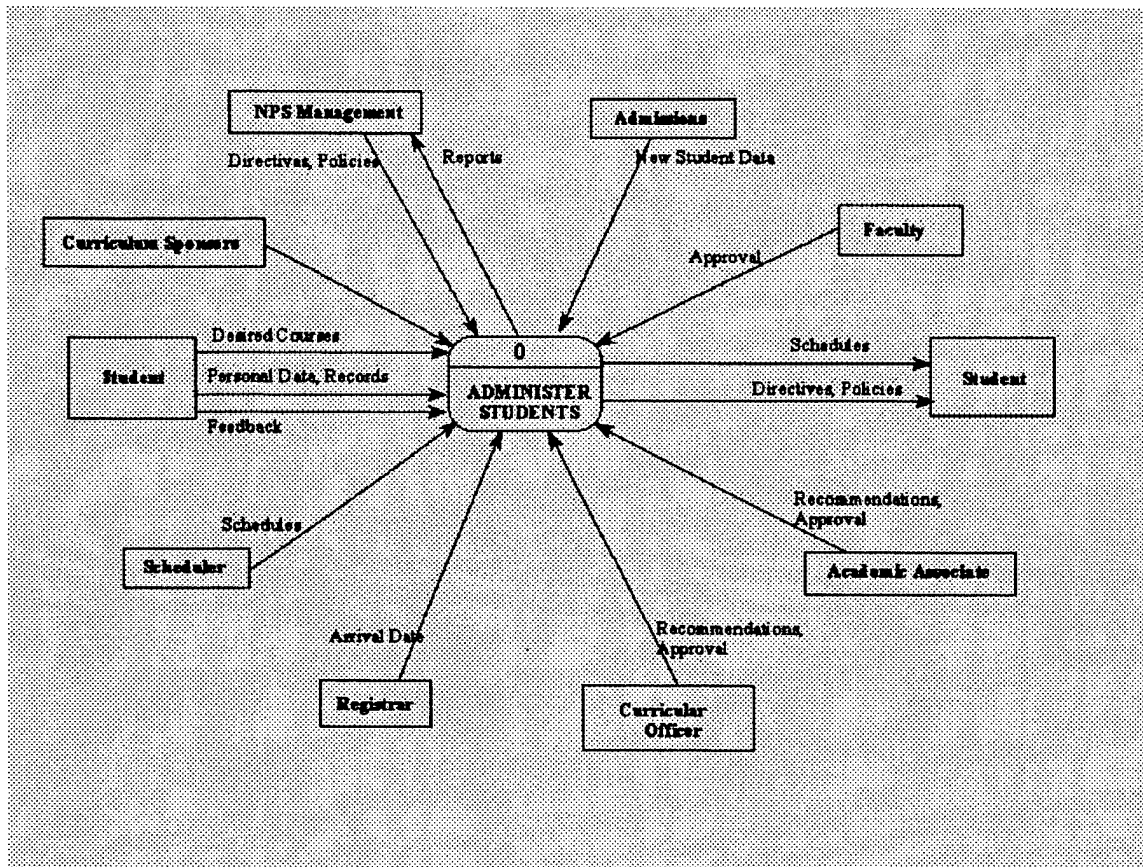 NPS Management
Admissions
Directives, Policies
Reports
New Student Data
Curriculum Sponsors
Faculty
Approval
Desired Courses
0
Schedules
Student
Personal Data, Records
ADMINISTER
STUDENTS
Directives, Policies
Student
Feedback
Schedules
Recommendations,
Approval
Scheduler
Academic Associate
Arrival Date
Recommendations,
Approval
Registrar
Curricular
Officer